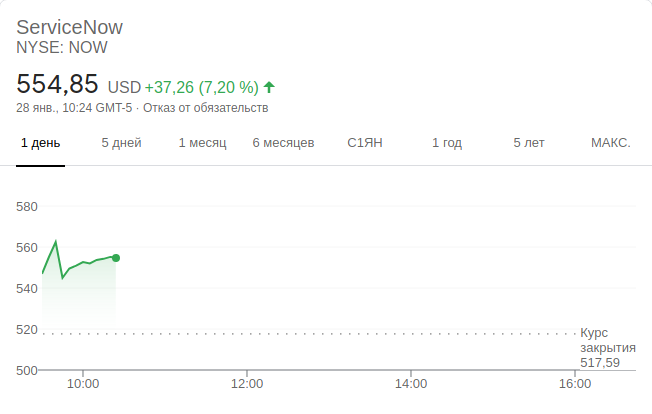 ServiceNow
NYSE: NOW
554,85 USD +37,26 (7,20 %)
28 янв., 10:24 GMT-5 · Отказ от обязательств
1 день 5 дней 1 месяц 6 месяцев С1ЯН 1 год 5 лет МАКС.
580
560
540
520
Курс
закрытия
517,59
500
10:00 12:00 14:00 16:00